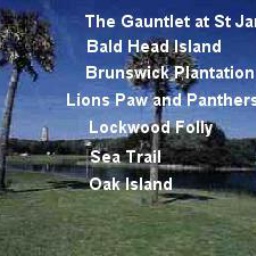 The Gauntlet at St Jar
Bald Head Island
Brunswick Plantation
Lions Paw and Panthers
Lockwood Folly
Sea Trail
Oak Island